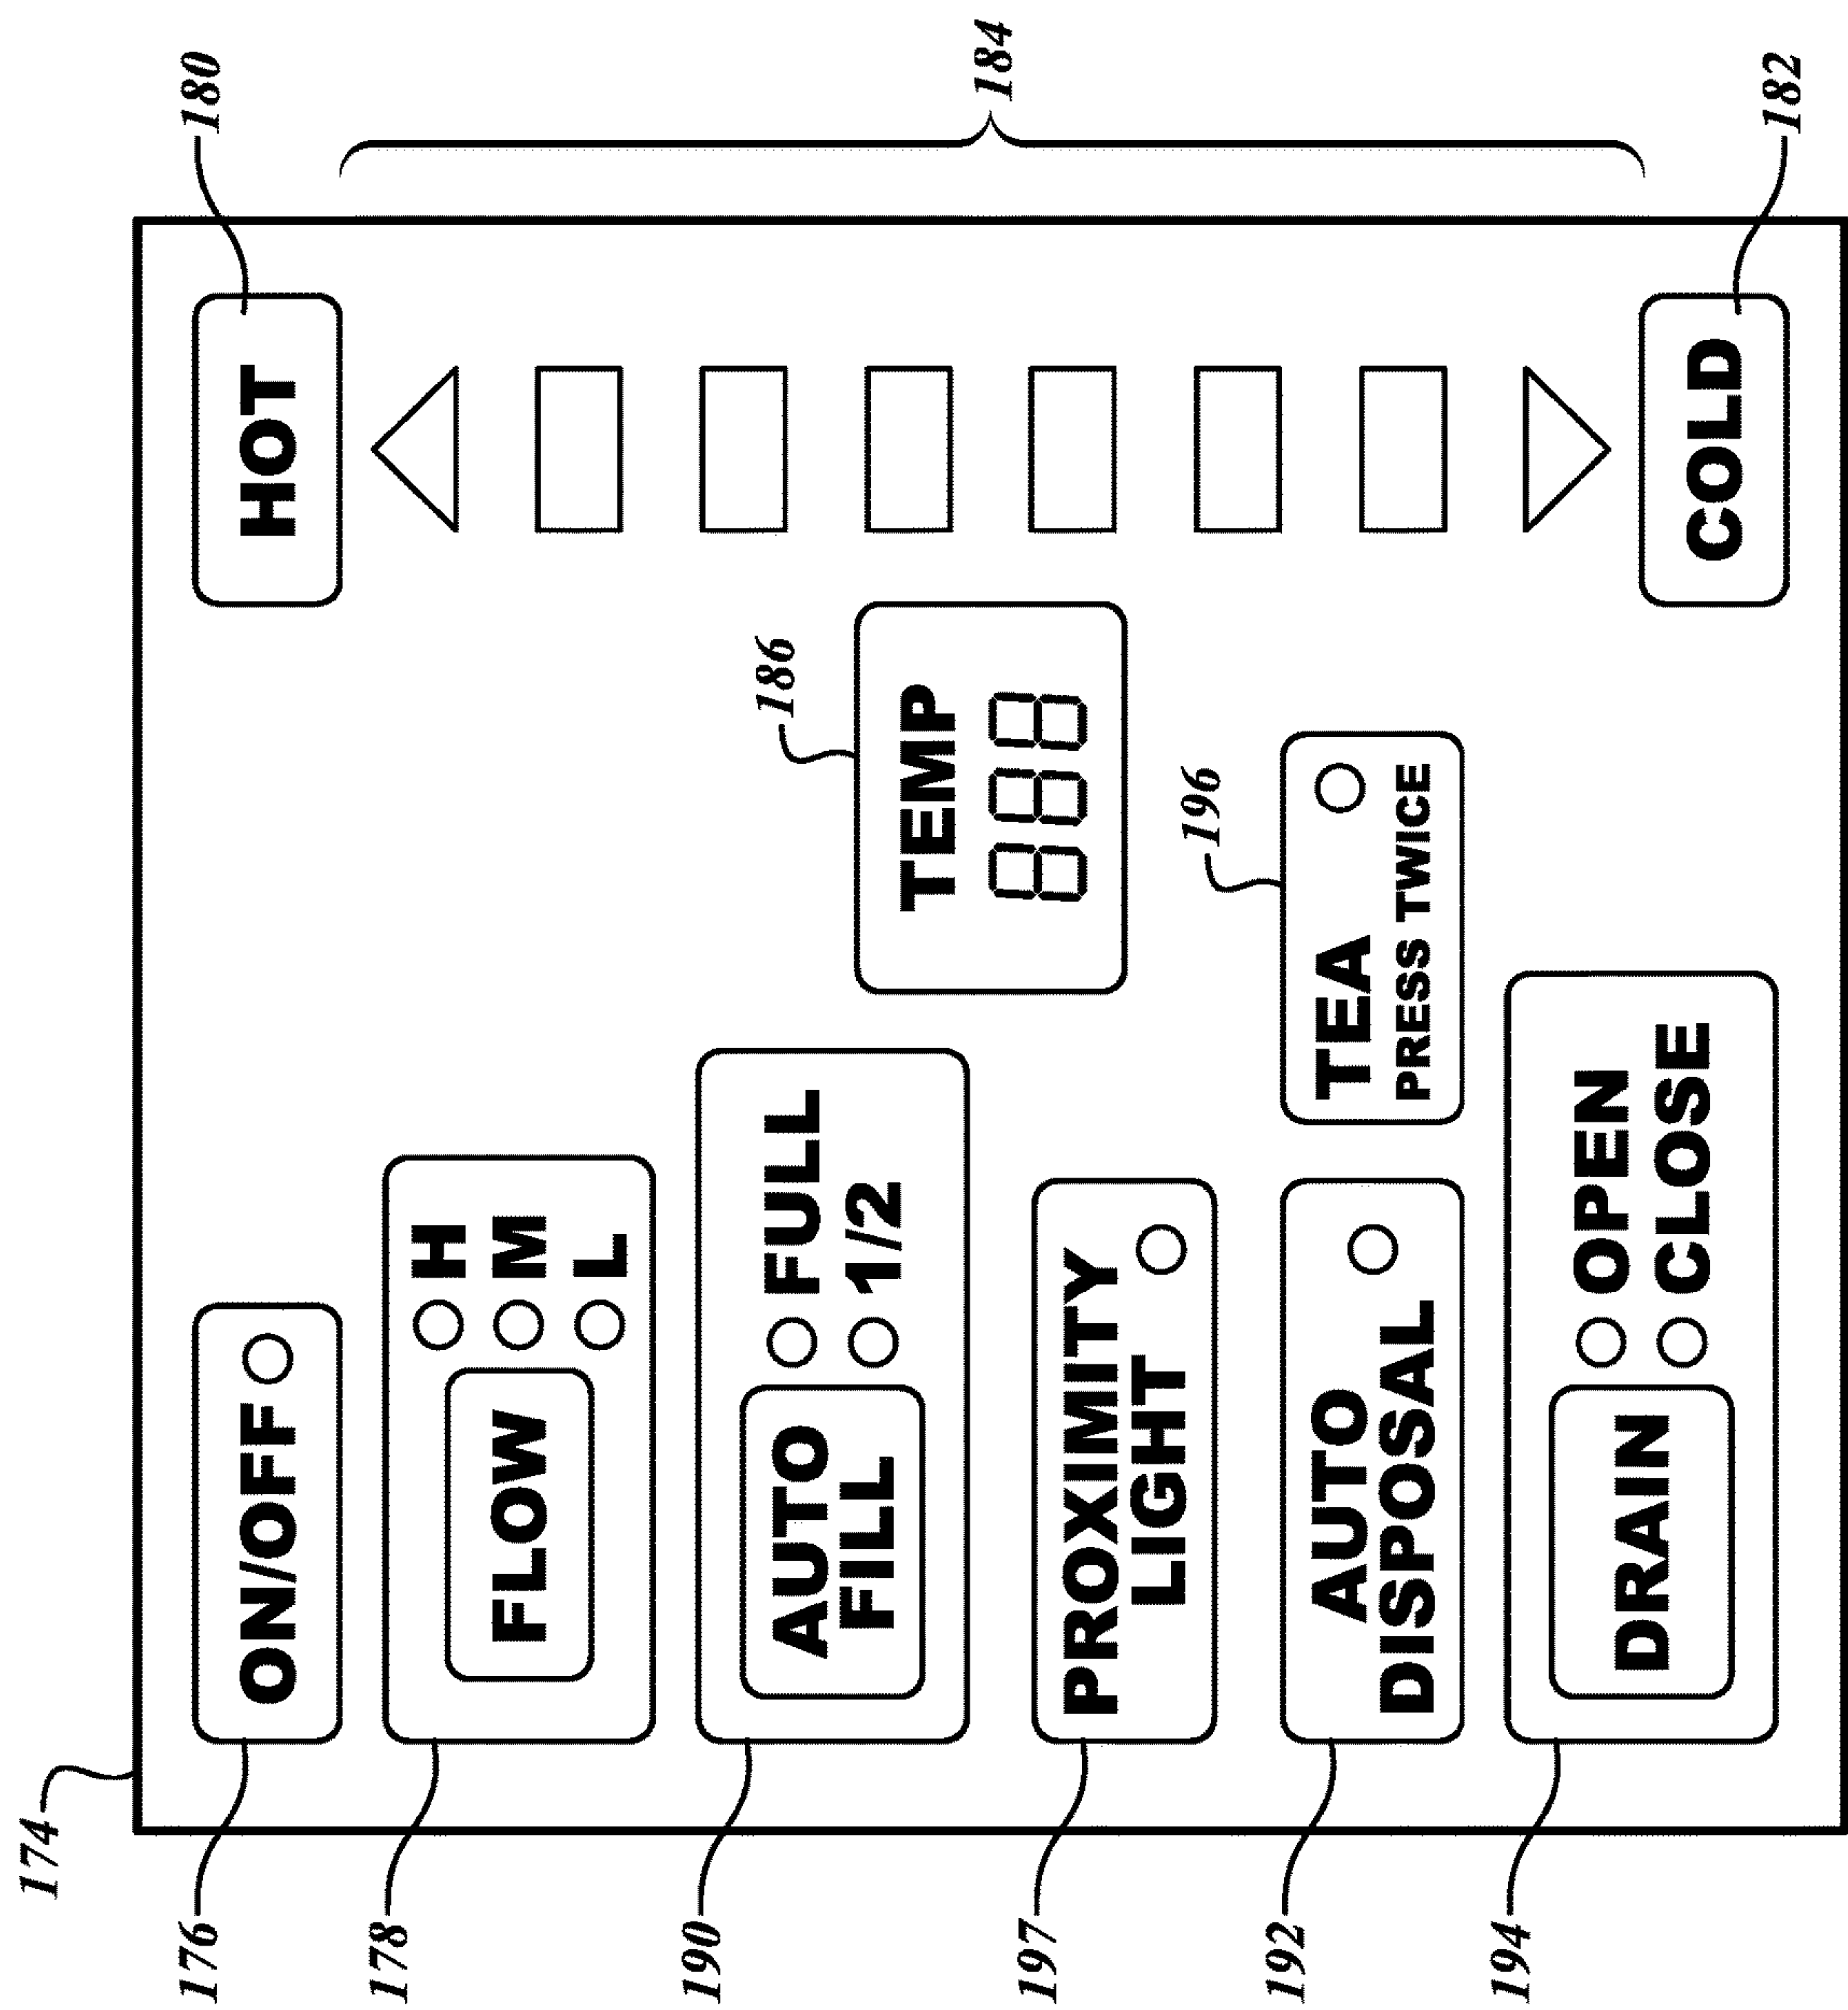 174
176
ON/OFF
180
HOT
178
FLOW
H
M
L
190
AUTO
FILL
FULL
1/2
186
TEMP
888
184
197
PROXIMITY
LIGHT
192
AUTO
DISPOSAL
196
TEA
PRESS TWICE
194
DRAIN
OPEN
CLOSE
182
COLD